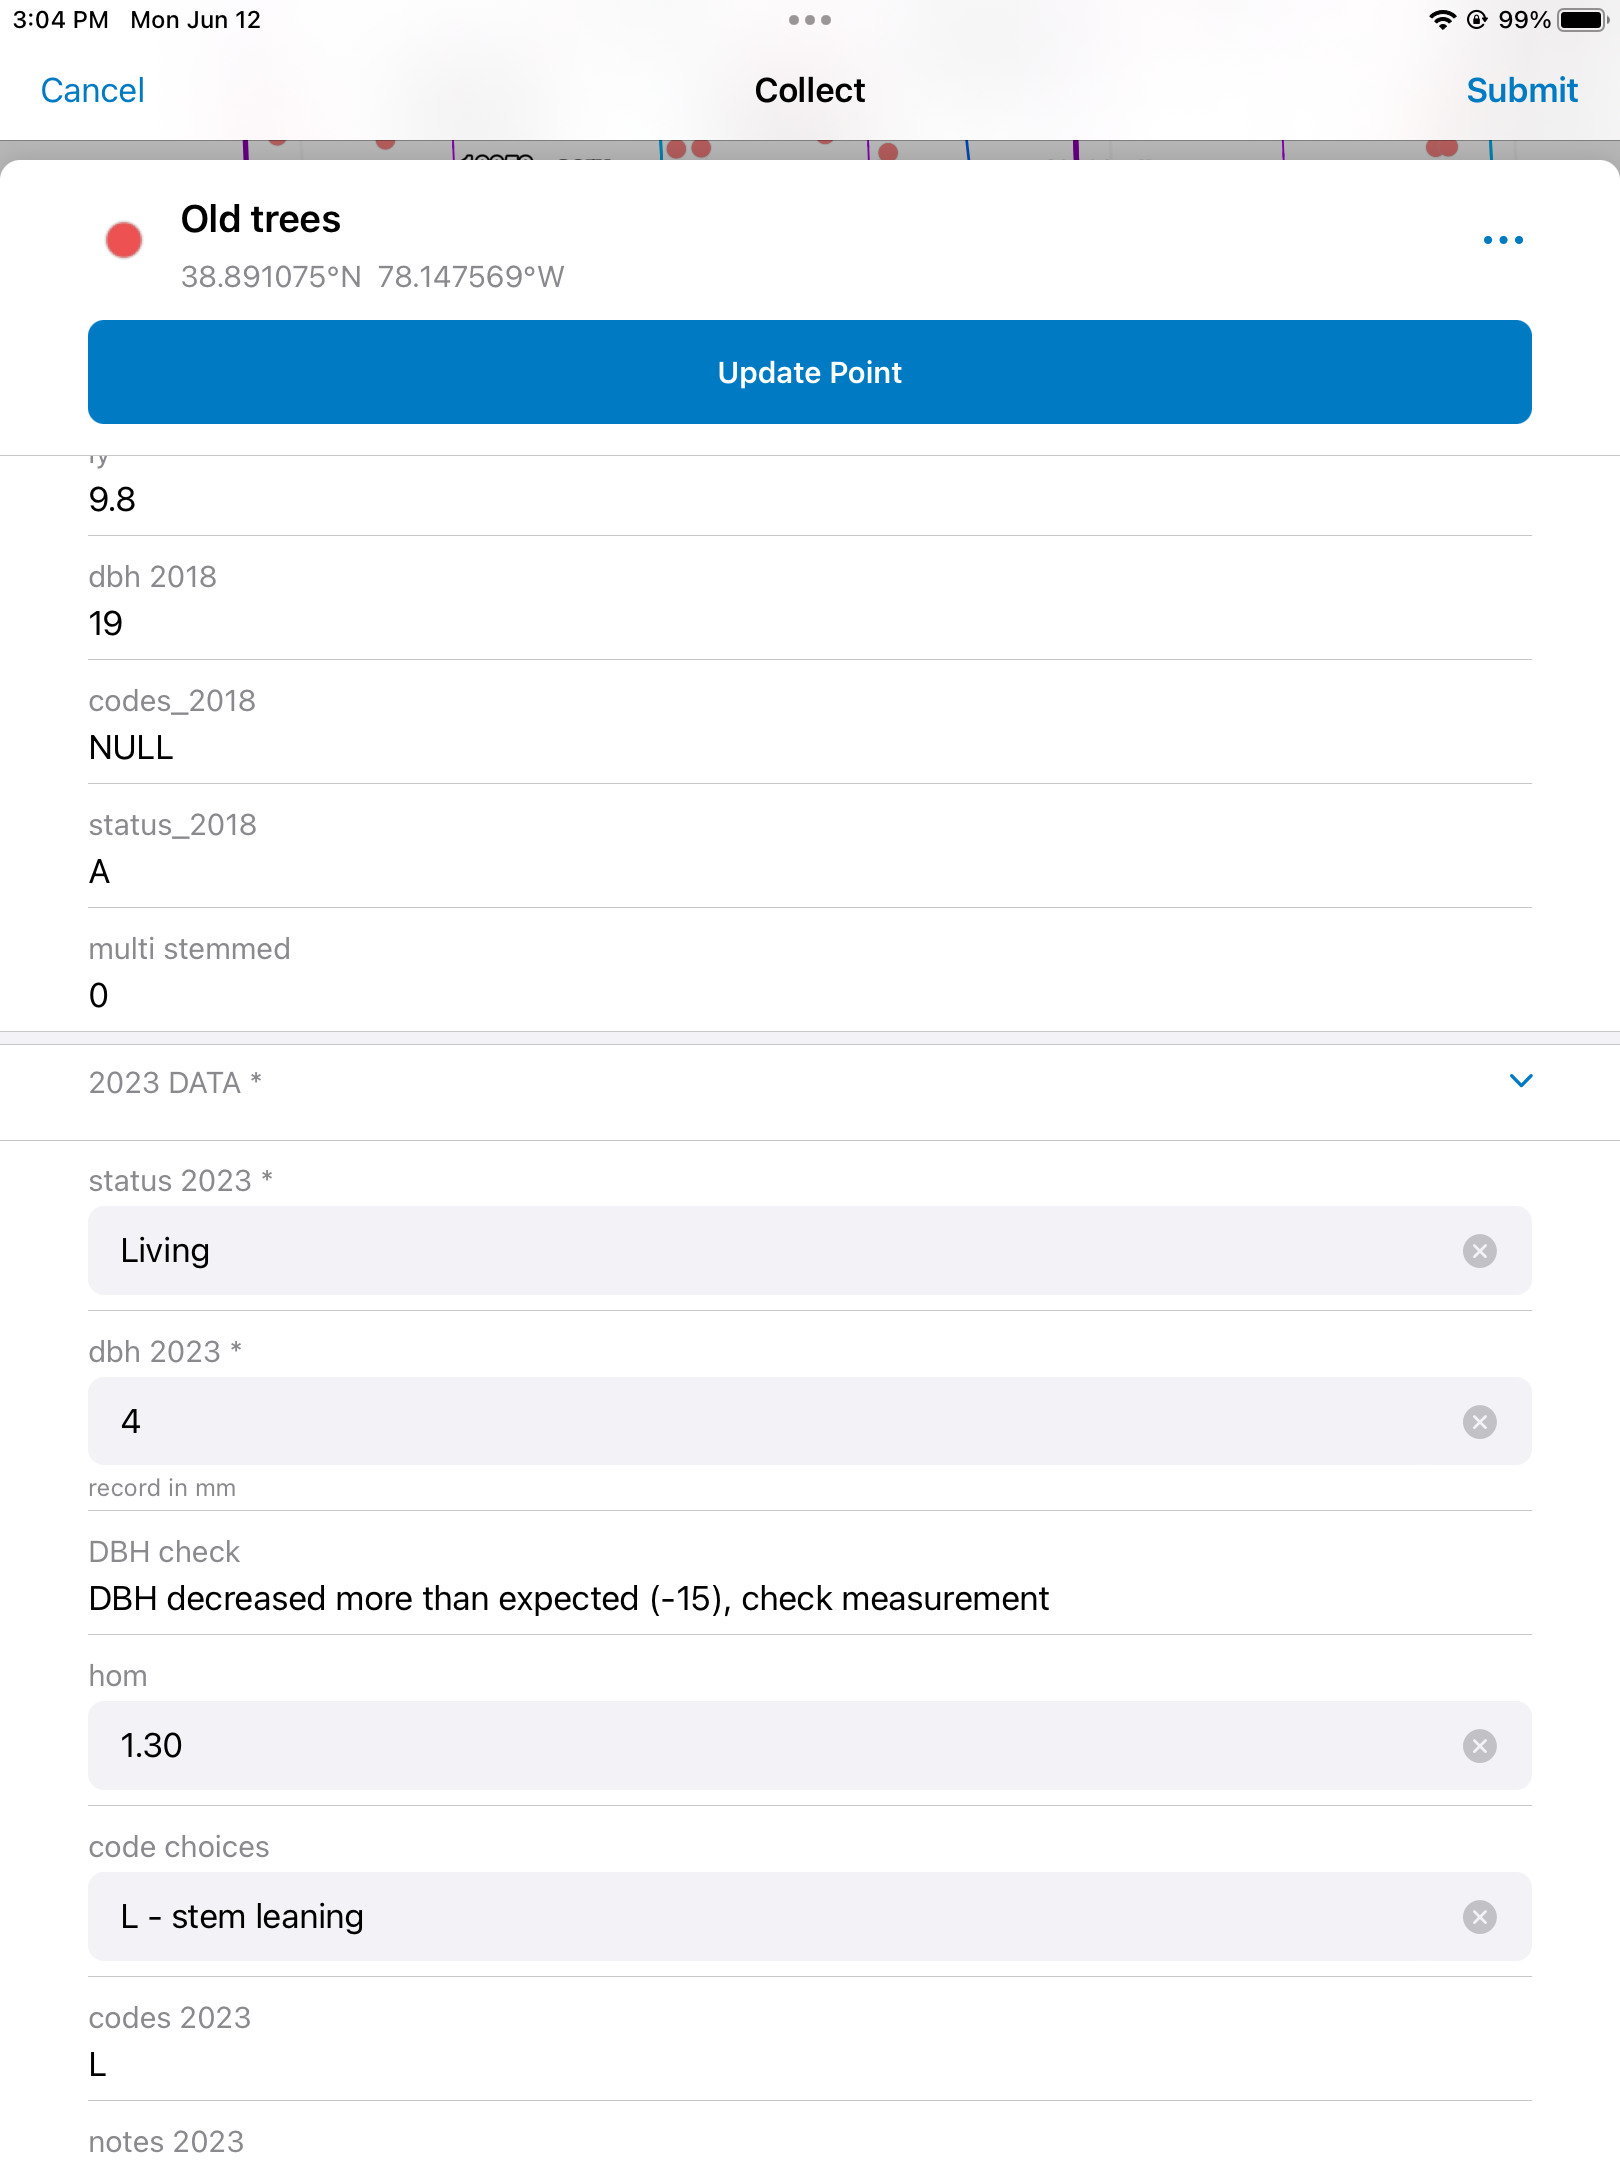 3:04 PM Mon Jun 12
99%
Cancel
Collect
Submit
Old trees
38.891075°N 78.147569°W
Update Point
9.8
dbh 2018
19
codes_2018
NULL
status_2018
A
multi stemmed
0
2023 DATA *
status 2023 *
Living
dbh 2023 *
4
record in mm
DBH check
DBH decreased more than expected (-15), check measurement
hom
1.30
code choices
L - stem leaning
codes 2023
L
notes 2023